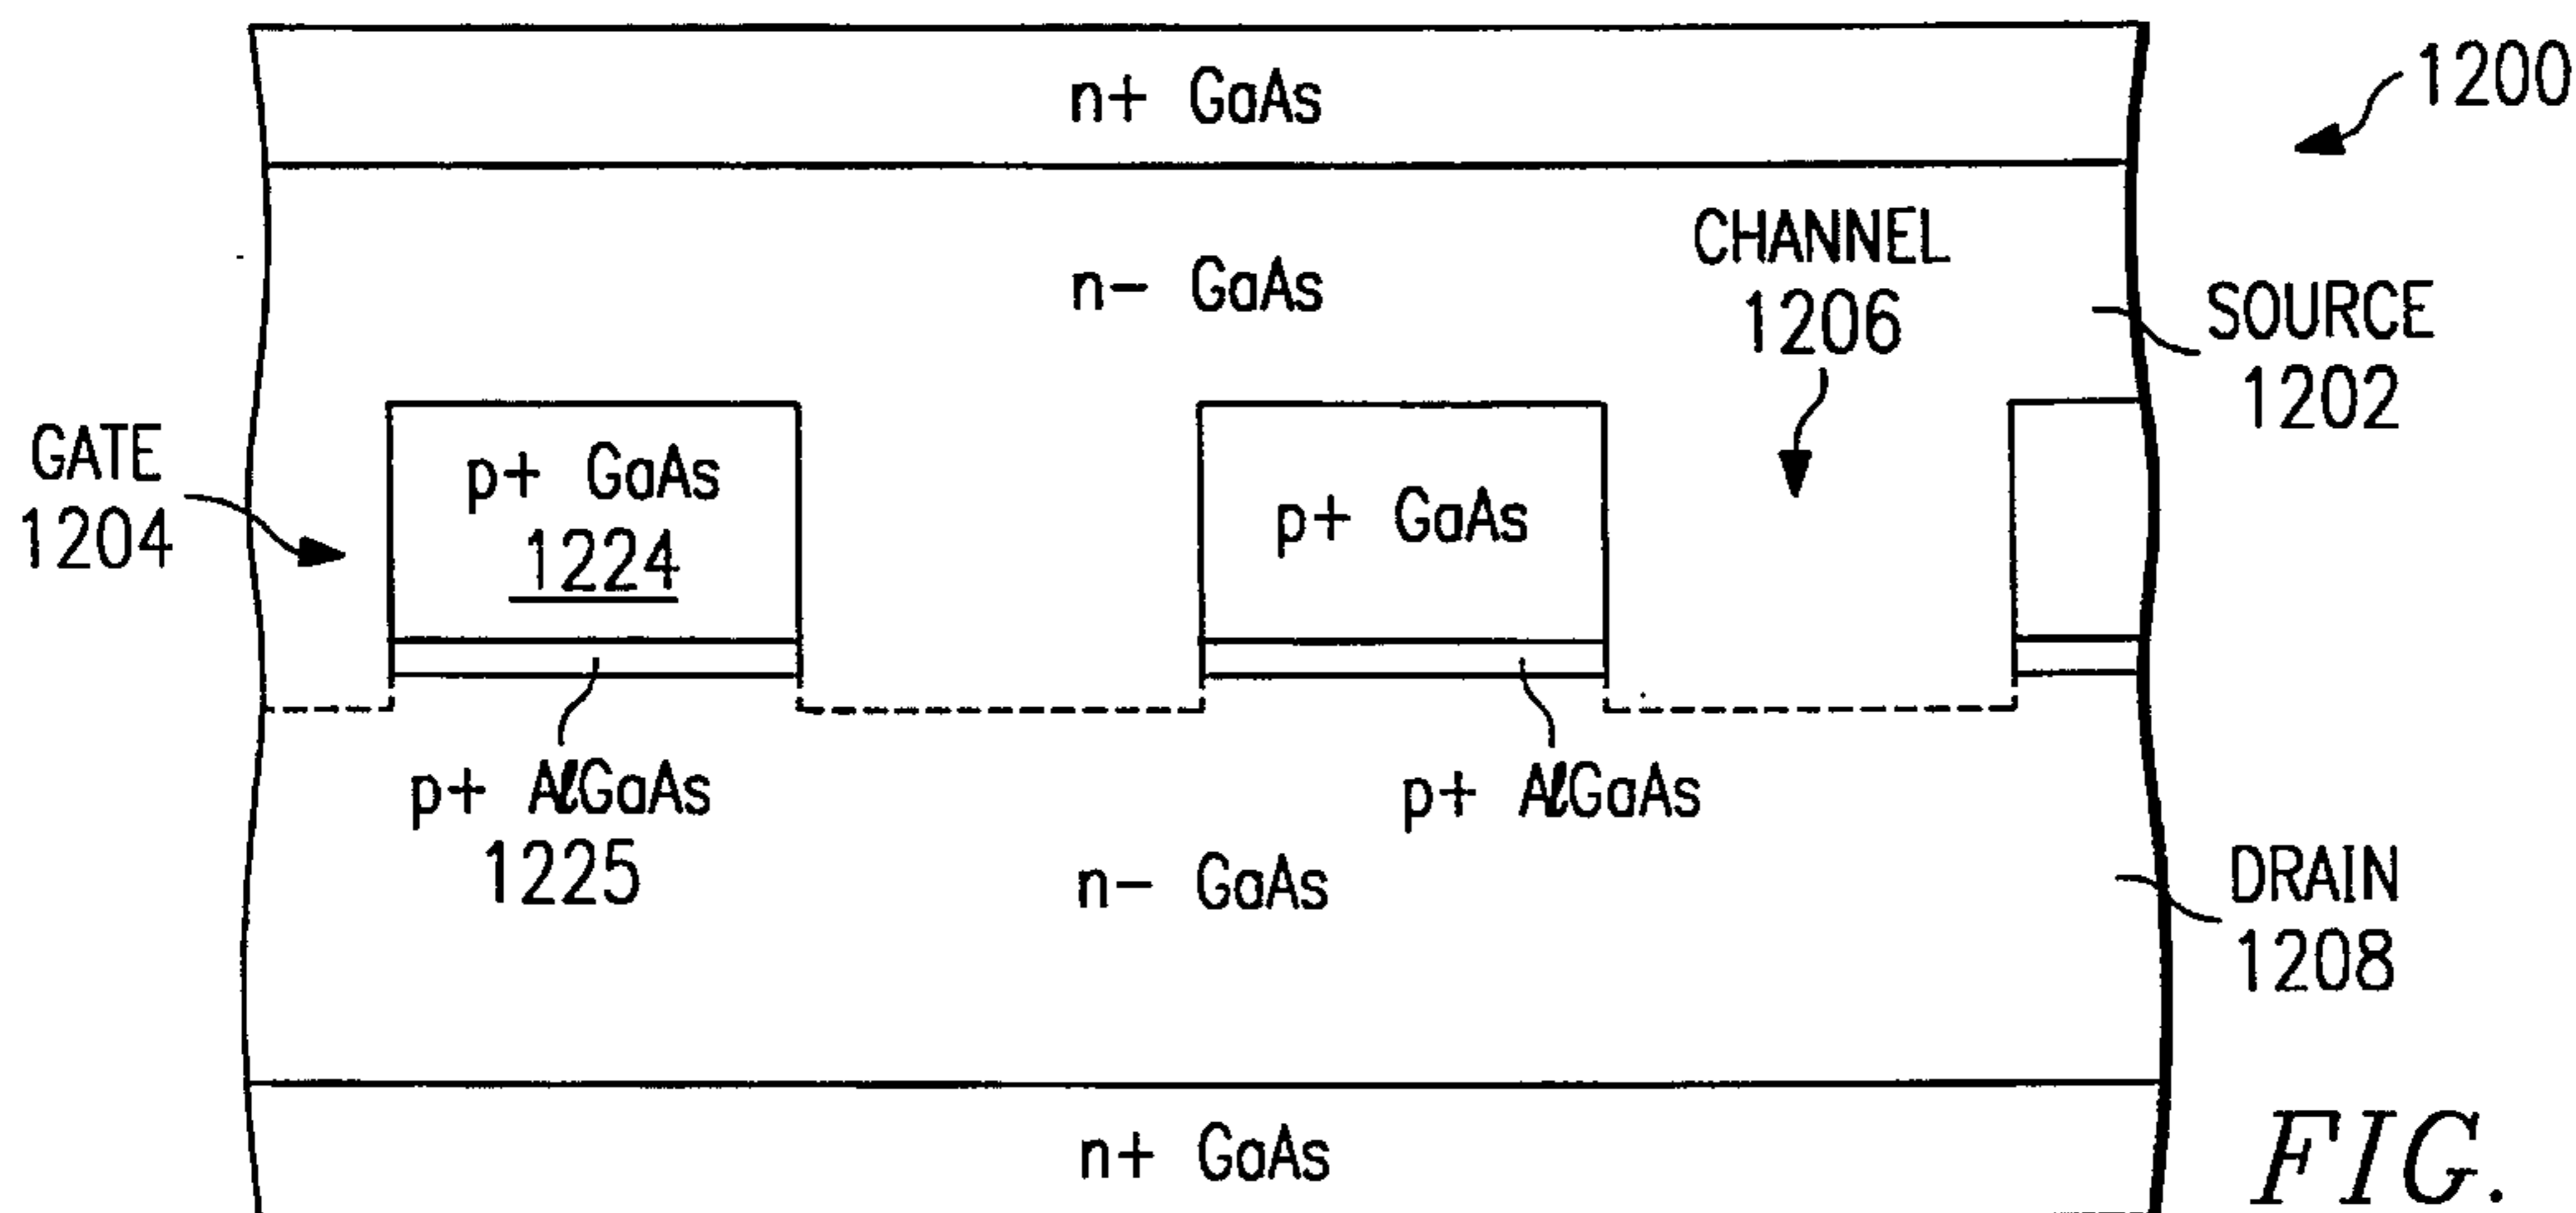 n+ GaAs
1200
n- GaAs
CHANNEL
1206
SOURCE
1202
GATE
1204
p+ GaAs
1224
p+ GaAs
p+ AlGaAs
1225
p+ AlGaAs
n- GaAs
DRAIN
1208
n+ GaAs
FIG.